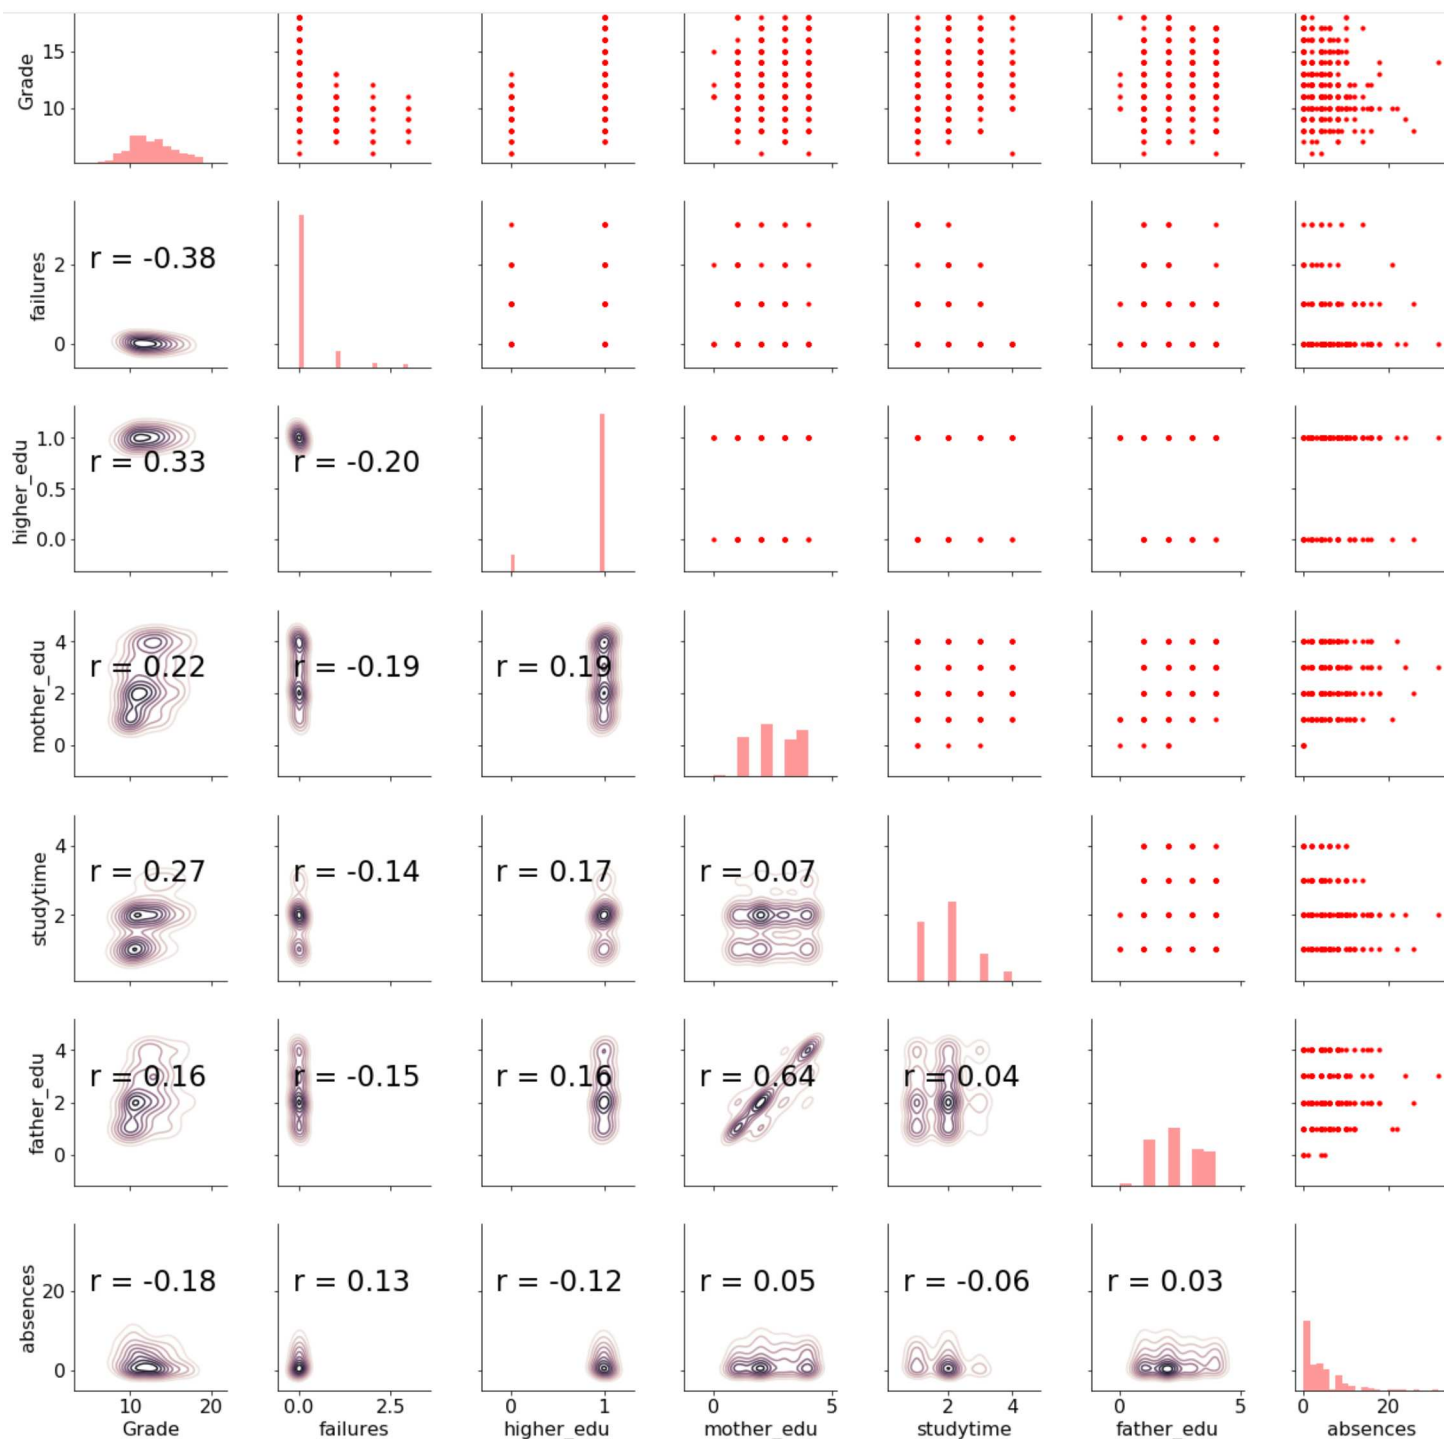 15
Grade
10
r = -0.38
failures
2
0
1.0
higher_edu
r = 0.33
r = -0.20
0.5
0.0
4
mother_edu
r = 0.22
r = -0.19
r = 0.19
2
0
4
studytime
r = 0.27
r = -0.14
r = 0.17
r = 0.07
2
4
father_edu
r = 0.16
r = -0.15
r = 0.16
r = 0.64
r = 0.04
2
0
absences
r = -0.18
r = 0.13
r = -0.12
r = 0.05
r = -0.06
r = 0.03
20
0
10 20 0.0 2.5 0 1 0 5 2 4 0 5 0 20
Grade failures higher_edu mother_edu studytime father_edu absences